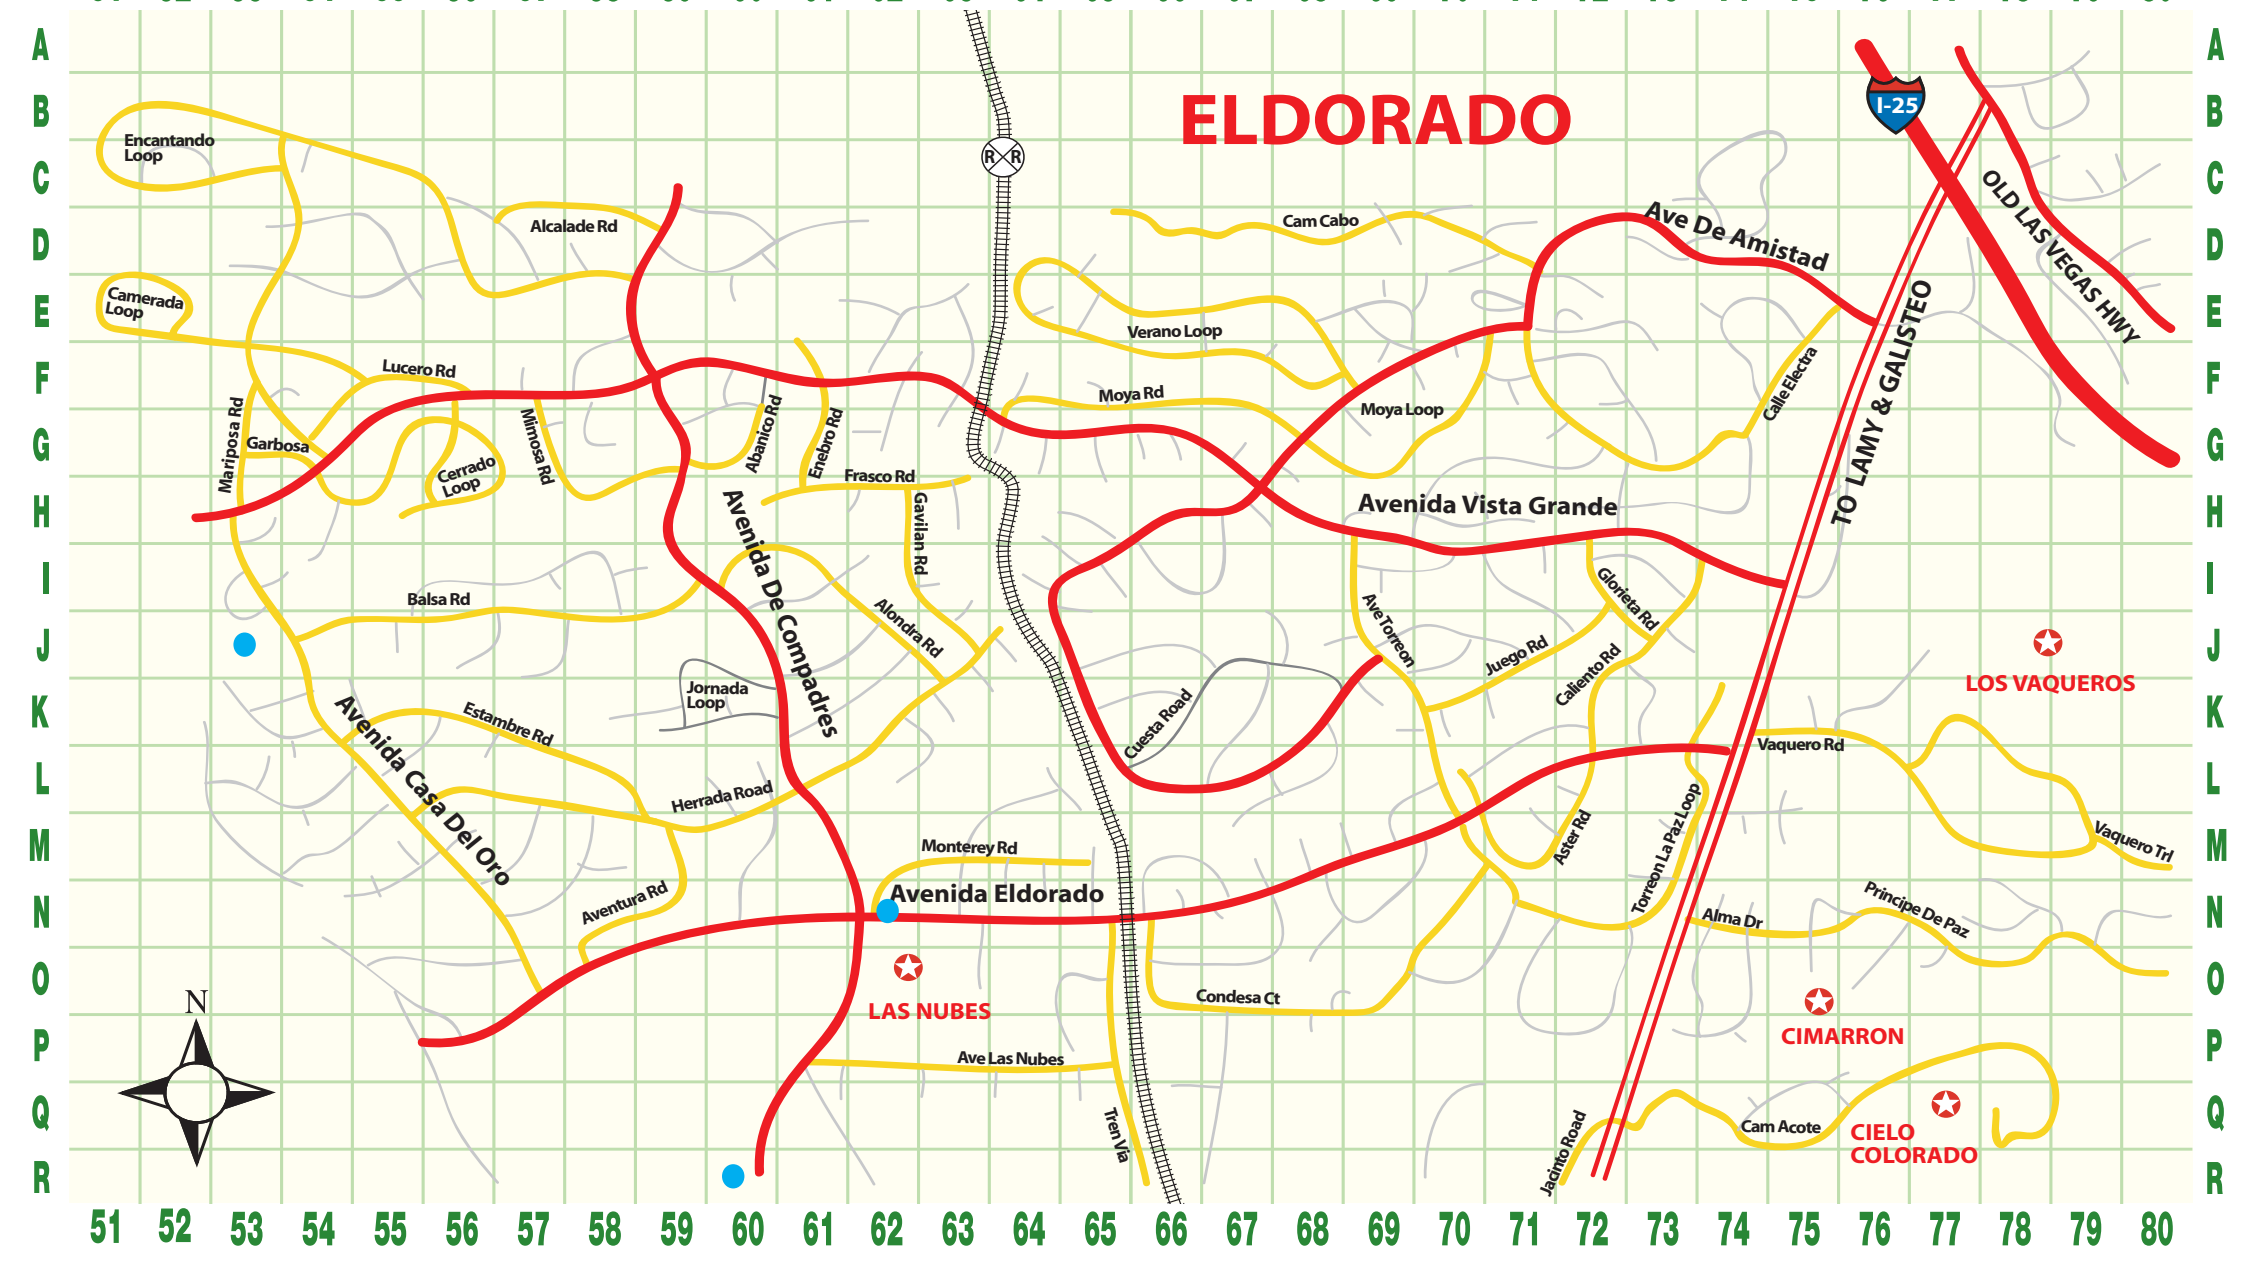 A
A
B
B
C
C
D
D
E
E
F
F
G
G
H
H
I
I
J
J
K
K
L
L
M
M
N
N
O
O
P
P
Q
Q
R
R
ELDORADO
I-25
R R
Encantando
Loop
Alcalade Rd
Cam Cabo
Ave De Amistad
OLD LAS VEGAS HWY
Camerada
Loop
Verano Loop
TO LAMY & GALISTEO
Lucero Rd
Moya Rd
Moya Loop
Calle Electra
Mariposa Rd
Garbosa
Cerrado
Loop
Mimosa Rd
Abanico Rd
Enebro Rd
Frasco Rd
Gavilan Rd
Avenida Vista Grande
Avenida De Compadres
Balsa Rd
Alondra Rd
Ave Torreon
Glorieta Rd
Juego Rd
Caliento Rd
LOS VAQUEROS
Jornada
Loop
Cuesta Road
Avenida Casa Del Oro
Estambre Rd
Herrada Road
Vaquero Rd
Vaquero Trl
Monterey Rd
Aster Rd
Torreon La Paz Loop
Avenida Eldorado
Aventura Rd
Alma Dr
Principe De Paz
LAS NUBES
Condesa Ct
CIMARRON
N
Ave Las Nubes
Tren Via
Jacinto Road
Cam Acote
CIELO
COLORADO
51 52 53 54 55 56 57 58 59 60 61 62 63 64 65 66 67 68 69 70 71 72 73 74 75 76 77 78 79 80